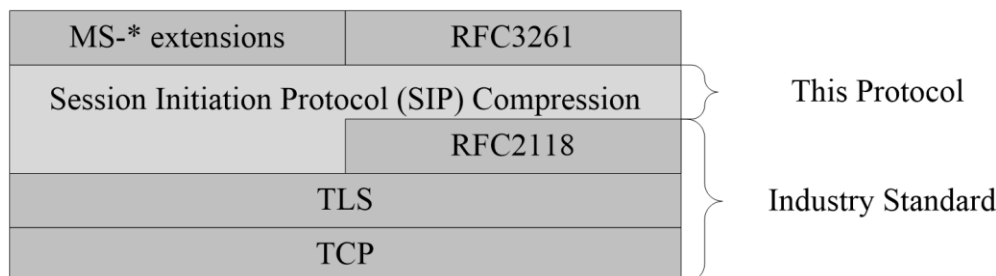 MS-* extensions RFC3261
Session Initiation Protocol (SIP) Compression
This Protocol
RFC2118
TLS
Industry Standard
TCP